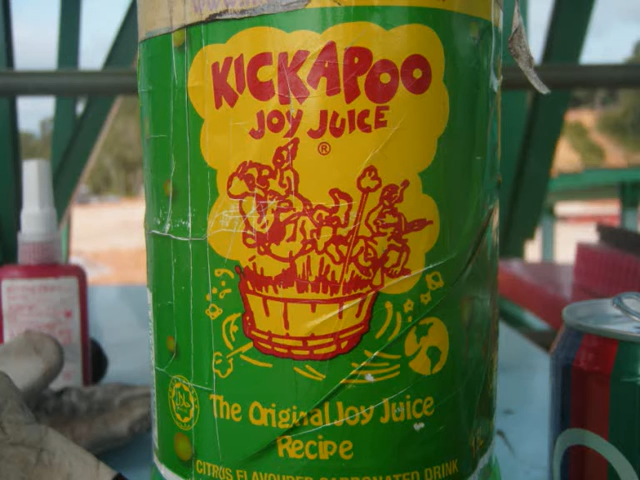 KICKAPOO
JOY JUICE
®
The Original Joy Juice
Recipe
CITRUS FLAVOURED CARBONATED DRINK